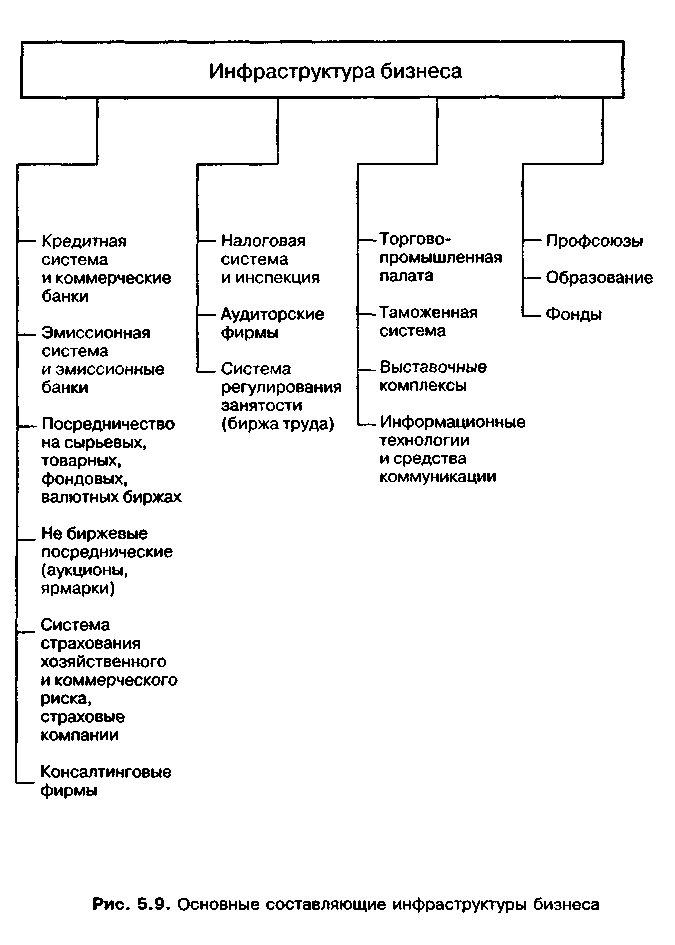 Инфраструктура бизнеса
Кредитная
система
и коммерческие
банки
Эмиссионная
система
и эмиссионные
банки
Посредничество
на сырьевых,
товарных,
фондовых,
валютных биржах
Не биржевые
посреднические
(аукционы,
ярмарки)
Система
страхования
хозяйственного
и коммерческого
риска,
страховые
компании
Консалтинговые
фирмы
Налоговая
система
и инспекция
Аудиторские
фирмы
Система
регулирования
занятости
(биржа труда)
Торгово-
промышленная
палата
Таможенная
система
Выставочные
комплексы
Информационные
технологии
и средства
коммуникации
Профсоюзы
Образование
Фонды
Рис. 5.9. Основные составляющие инфраструктуры бизнеса